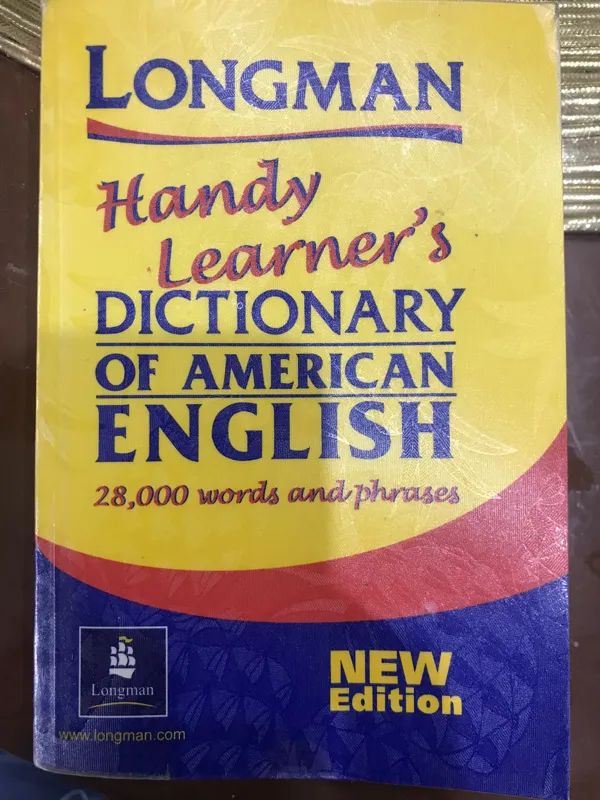 LONGMAN
Handy
Learner's
DICTIONARY
OF AMERICAN
ENGLISH
28,000 words and phrases
NEW
Edition
Longman
www.longman.com